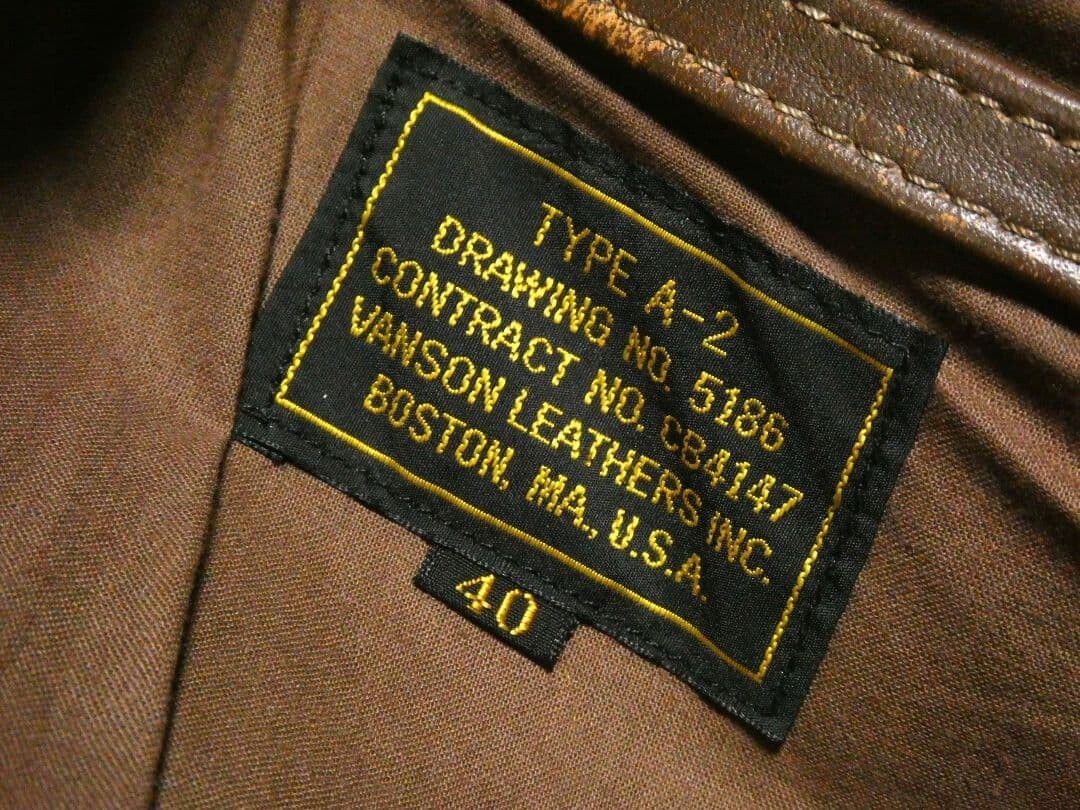 TYPE A-2
DRAWING NO. 5186
CONTRACT NO. CB4147
VANSON LEATHERS INC.
BOSTON, MA., U.S.A.
40